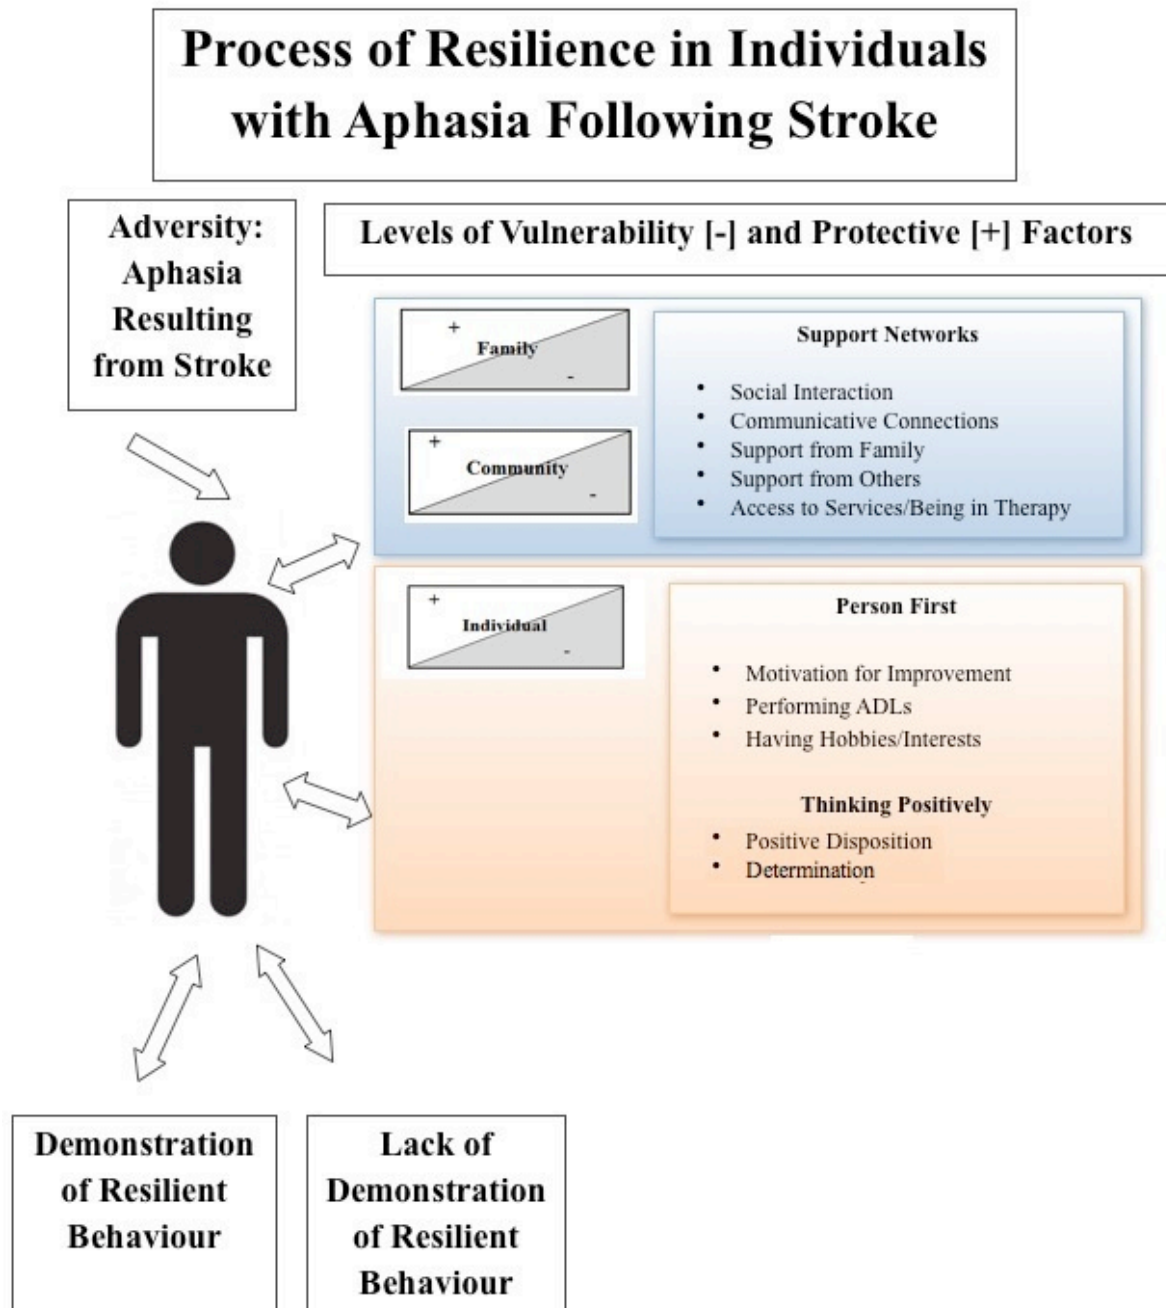 Process of Resilience in Individuals
with Aphasia Following Stroke
Adversity:
Aphasia
Resulting
from Stroke
Levels of Vulnerability [-] and Protective [+] Factors
+
Family
-
+
Community
-
Support Networks
• Social Interaction
• Communicative Connections
• Support from Family
• Support from Others
• Access to Services/Being in Therapy
+
Individual
-
Person First
• Motivation for Improvement
• Performing ADLs
• Having Hobbies/Interests
Thinking Positively
• Positive Disposition
• Determination
Demonstration
of Resilient
Behaviour
Lack of
Demonstration
of Resilient
Behaviour